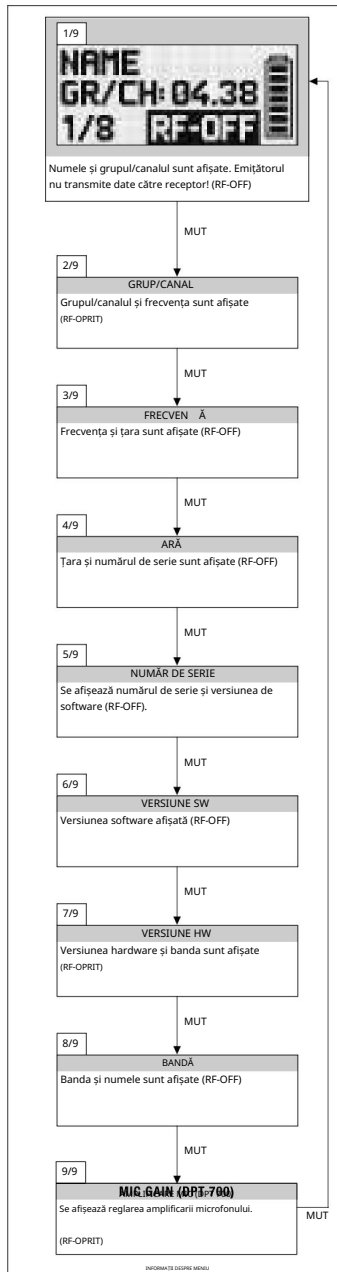 1/9
NAME
GR/CH: 04.38
1/8 RF-OFF
Numele și grupul/canalul sunt afișate. Emițătorul
nu transmite date către receptor! (RF-OFF)
MUT
2/9
GRUP/CANAL
Grupul/canalul și frecvența sunt afișate
(RF-OPRIT)
MUT
3/9
FRECVEN Ă
Frecvența și țara sunt afișate (RF-OFF)
MUT
4/9
ARĂ
Țara și numărul de serie sunt afișate (RF-OFF)
MUT
5/9
NUMĂR DE SERIE
Se afișează numărul de serie și versiunea de
software (RF-OFF).
MUT
6/9
VERSIUNE SW
Versiunea software afișată (RF-OFF)
MUT
7/9
VERSIUNE HW
Versiunea hardware și banda sunt afișate
(RF-OPRIT)
MUT
8/9
BANDĂ
Banda și numele sunt afișate (RF-OFF)
MUT
9/9
MIC GAIN (DPT 700)
Se afișează reglarea amplificarii microfonului.
(RF-OPRIT)
MUT
INFORMAȚII DESPRE MENIU